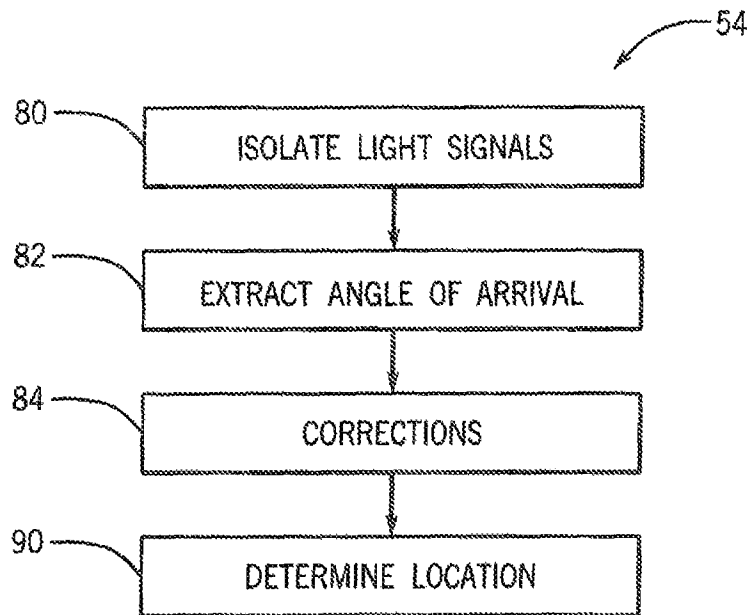 54
80
ISOLATE LIGHT SIGNALS
82
EXTRACT ANGLE OF ARRIVAL
84
CORRECTIONS
90
DETERMINE LOCATION